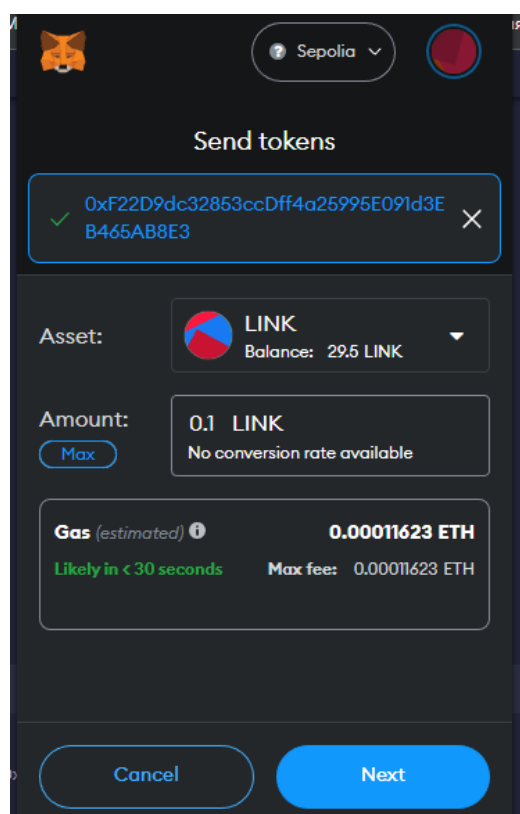 Sepolia
Send tokens
0xF22D9dc32853ccDff4a25995E091d3E
B465AB8E3
Asset:
LINK
Balance: 29.5 LINK
Amount:
Max
0.1 LINK
No conversion rate available
Gas (estimated)
0.00011623 ETH
Likely in < 30 seconds
Max fee: 0.00011623 ETH
Cancel
Next